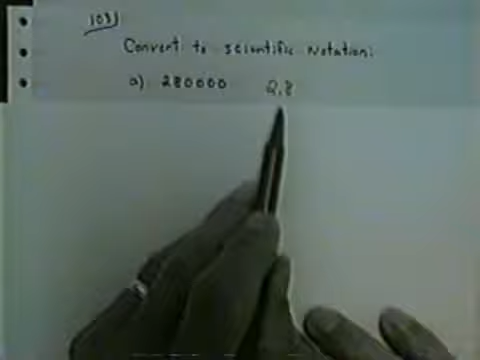 103)
Convert to scientific Notation:
a) 280000 2.8